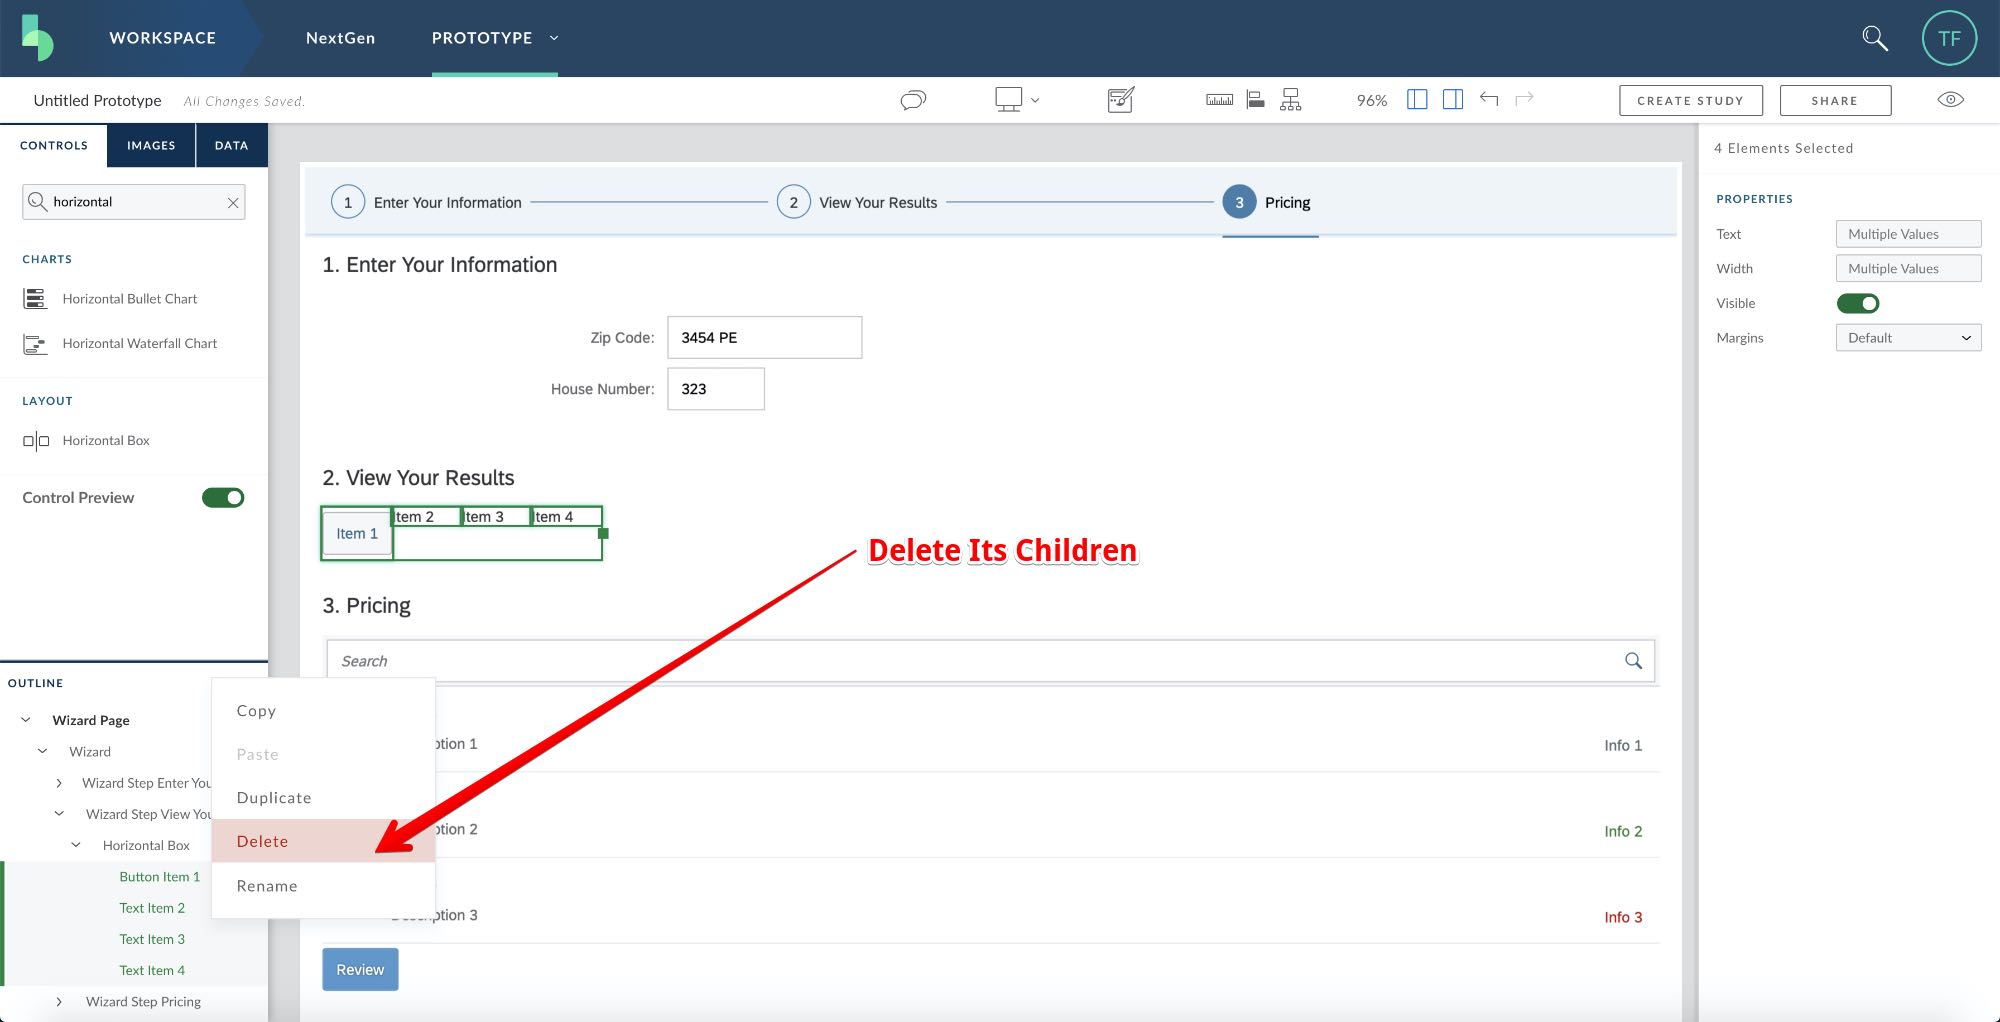 WORKSPACE NextGen PROTOTYPE TF
Untitled Prototype All Changes Saved. 96% CREATE STUDY SHARE
CONTROLS IMAGES DATA
horizontal
CHARTS
Horizontal Bullet Chart
Horizontal Waterfall Chart
LAYOUT
Horizontal Box
Control Preview
OUTLINE
Wizard Page
Wizard
Wizard Step Enter You
Wizard Step View You
Horizontal Box
Button Item 1
Text Item 2
Text Item 3
Text Item 4
Wizard Step Pricing
Copy
Paste
Duplicate
Delete
Rename
1 Enter Your Information 2 View Your Results 3 Pricing
1. Enter Your Information
Zip Code: 3454 PE
House Number: 323
2. View Your Results
Item 1 Item 2 Item 3 Item 4
Delete Its Children
3. Pricing
Search
ption 1 Info 1
ption 2 Info 2
Description 3 Info 3
Review
4 Elements Selected
PROPERTIES
Text Multiple Values
Width Multiple Values
Visible
Margins Default